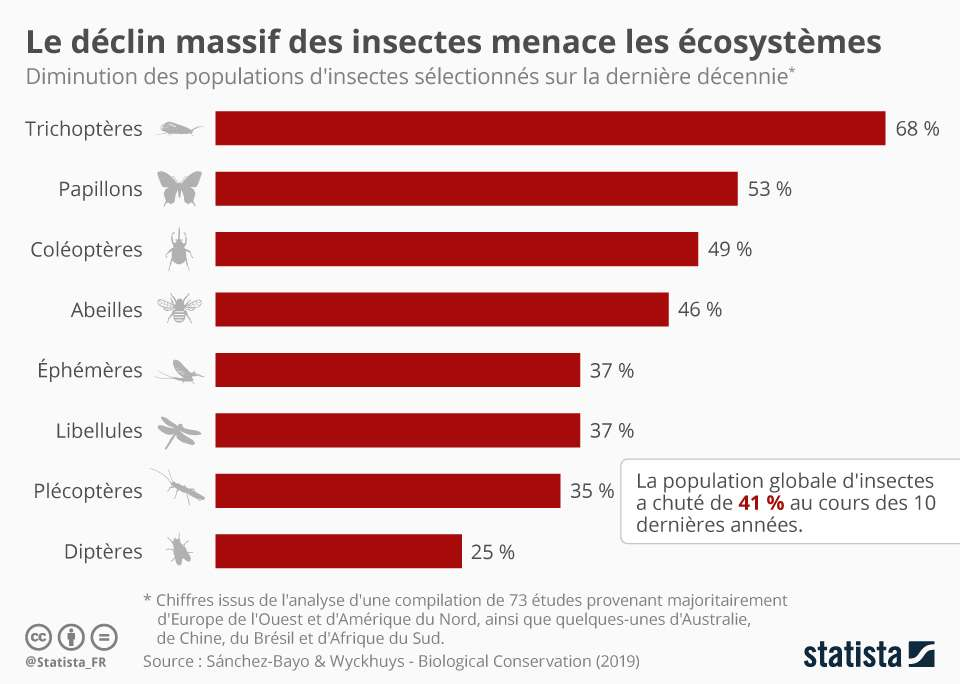 Le déclin massif des insectes menace les écosystèmes
Diminution des populations d'insectes sélectionnés sur la dernière décennie*
Trichoptères 68 %
Papillons 53 %
Coléoptères 49 %
Abeilles 46 %
Éphémères 37 %
Libellules 37 %
Plécoptères 35 %
Diptères 25 %
La population globale d'insectes
a chuté de 41 % au cours des 10
dernières années.
* Chiffres issus de l'analyse d'une compilation de 73 études provenant majoritairement
d'Europe de l'Ouest et d'Amérique du Nord, ainsi que quelques-unes d'Australie,
de Chine, du Brésil et d'Afrique du Sud.
Source : Sánchez-Bayo & Wyckhuys - Biological Conservation (2019)
cc
@Statista_FR
statista